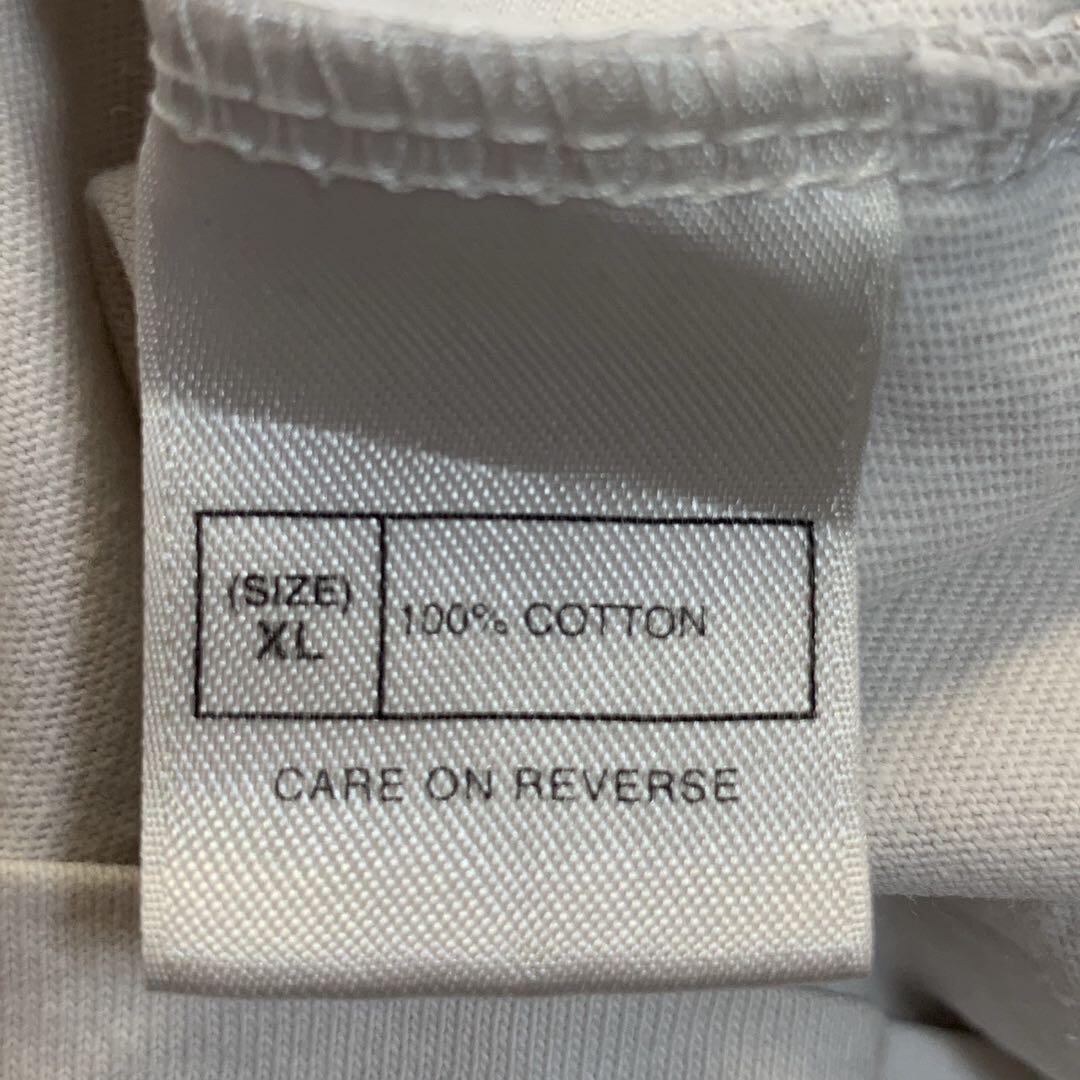 (SIZE)
XL
100% COTTON
CARE ON REVERSE